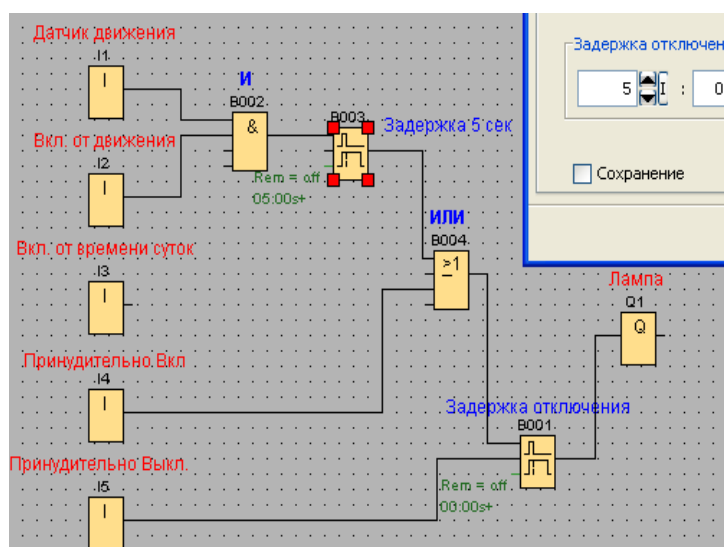 Датчик движения
I1
I
И
B002
&
Вкл. от движения
I2
I
B003
Задержка 5 сек
Rem = off
05:00s+
Задержка отключен
5 : 0
Сохранение
Вкл. от времени суток
I3
I
ИЛИ
B004
>1
Лампа
Q1
Q
Принудительно Вкл
I4
I
Задержка отключения
B001
Rem = off
00:00s+
Принудительно Выкл.
I5
I